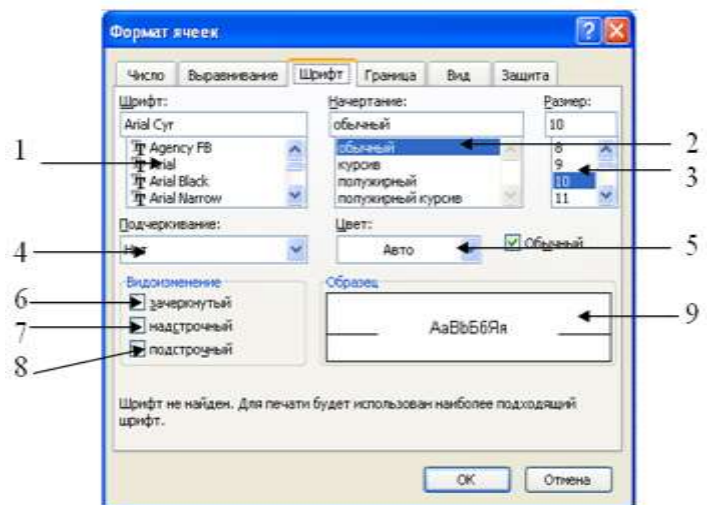 Формат ячеек
Число Выравнивание Шрифт Граница Вид Защита
Шрифт: Начертание: Размер:
Arial Cyr обычный 10
1 Agency FB обычный 8 2
Arial курсив 9 3
Arial Black полужирный 10
Arial Narrow полужирный курсив 11
Подчеркивание: Цвет:
4 Нет Авто Обычный 5
Видоизменение Образец
6 зачеркнутый
7 надстрочный АаВbБбЯя 9
8 подстрочный
Шрифт не найден. Для печати будет использован наиболее подходящий
шрифт.
ОК Отмена